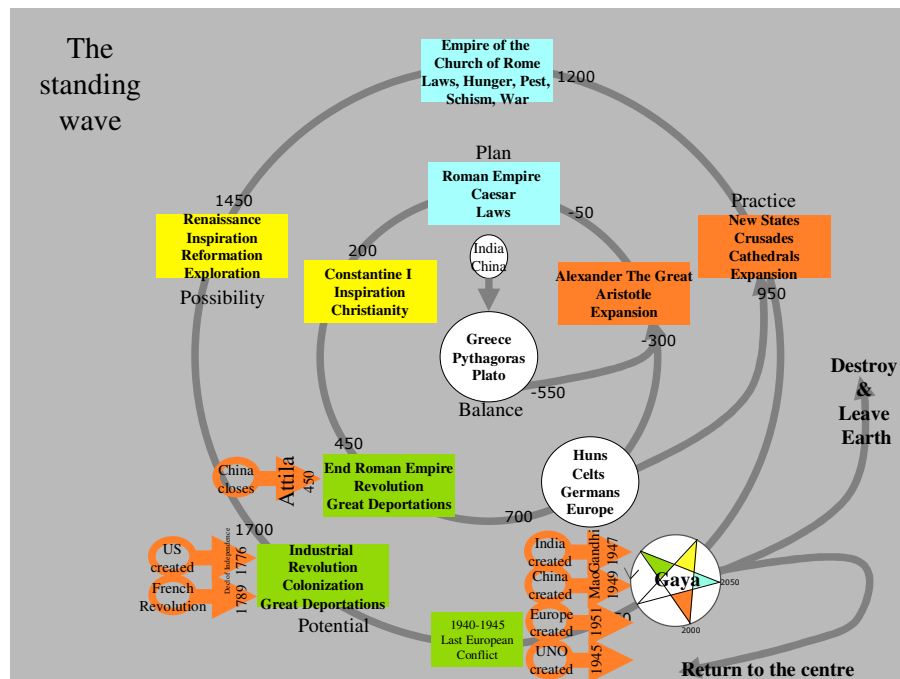 The
standing
wave
Empire of the
Church of Rome
Laws, Hunger, Pest,
Schism, War
1200
Plan
Roman Empire
Caesar
Laws
-50
Practice
New States
Crusades
Cathedrals
Expansion
950
1450
Renaissance
Inspiration
Reformation
Exploration
Possibility
200
Constantine I
Inspiration
Christianity
India
China
Alexander The Great
Aristotle
Expansion
-300
Greece
Pythagoras
Plato
-550
Balance
Destroy
&
Leave
Earth
450
End Roman Empire
Revolution
Great Deportations
China
closes
Attila
450
Huns
Celts
Germans
Europe
700
1700
Industrial
Revolution
Colonization
Great Deportations
Potential
US
created
Decl of Independence
1776
French
Revolution
1789
India
created
Gandhi
1947
China
created
Mao
1949
Europe
created
1951
UNO
created
1945
1940-1945
Last European
Conflict
Gaya
2050
2000
Return to the centre